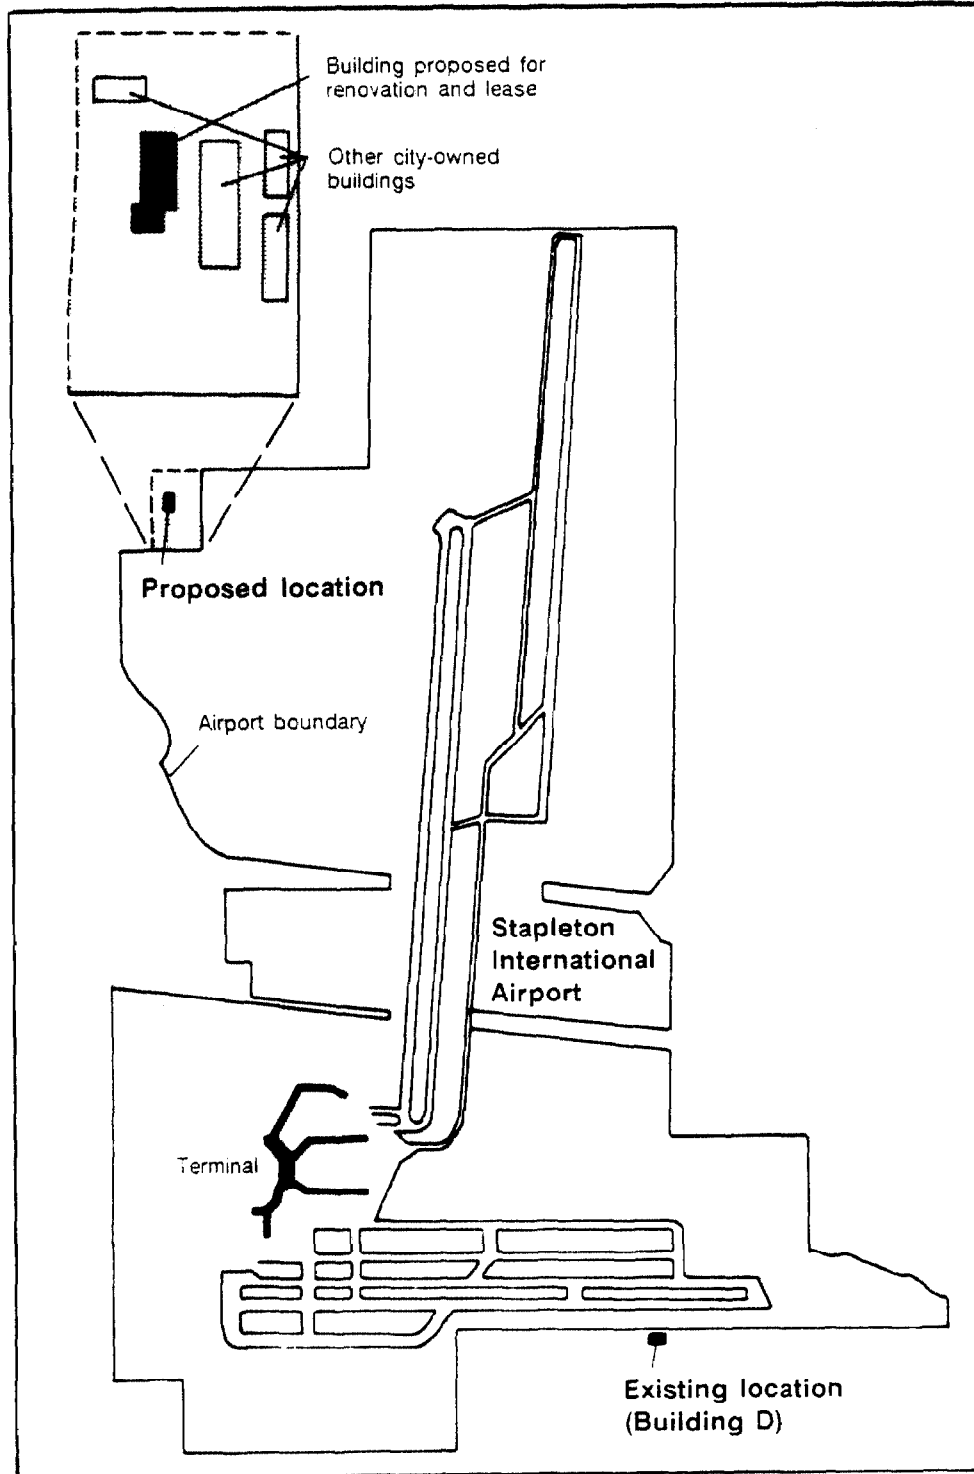 Building proposed for
renovation and lease
Other city-owned
buildings
Proposed location
Airport boundary
Stapleton
International
Airport
Terminal
Existing location
(Building D)